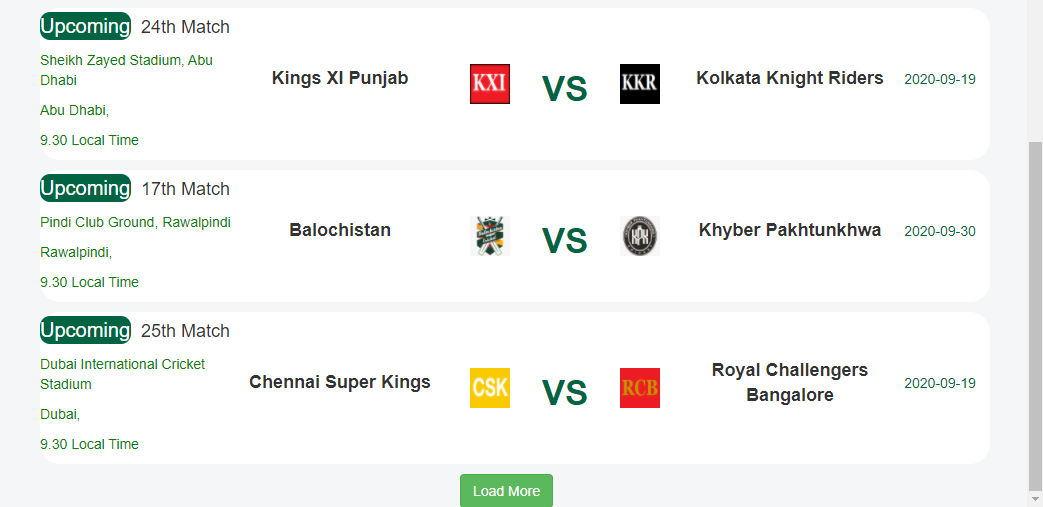 Upcoming 24th Match
Sheikh Zayed Stadium, Abu
Dhabi
Abu Dhabi,
9.30 Local Time
Kings XI Punjab
KXI
VS
KKR
Kolkata Knight Riders
2020-09-19
Upcoming 17th Match
Pindi Club Ground, Rawalpindi
Rawalpindi,
9.30 Local Time
Balochistan
VS
Khyber Pakhtunkhwa
2020-09-30
Upcoming 25th Match
Dubai International Cricket
Stadium
Dubai,
9.30 Local Time
Chennai Super Kings
CSK
VS
RCB
Royal Challengers
Bangalore
2020-09-19
Load More